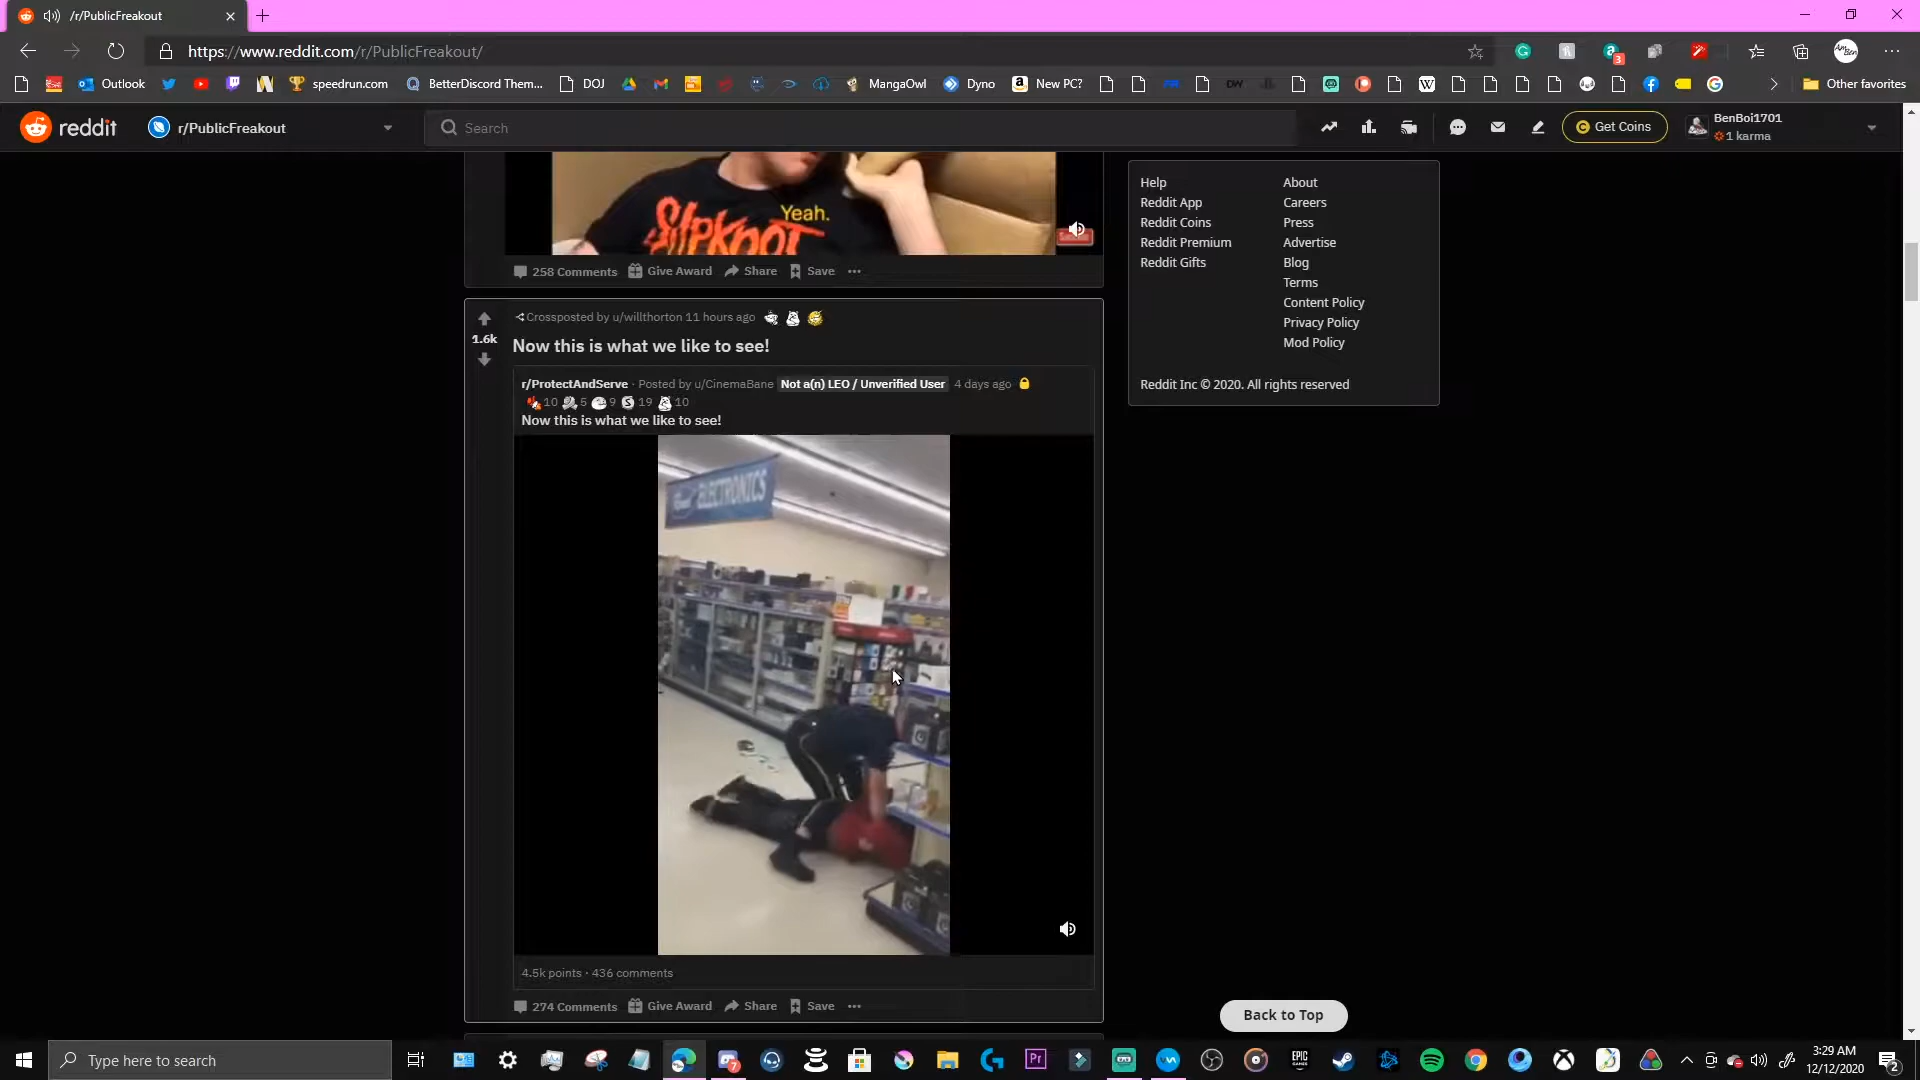 /r/PublicFreakout
https://www.reddit.com/r/PublicFreakout/
Outlook
speedrun.com
BetterDiscord Them...
DOJ
MangaOwl
Dyno
New PC?
Other favorites
reddit
r/PublicFreakout
Search
Get Coins
BenBoi1701
1 karma
Yeah.
SLIPKNOT
258 Comments Give Award Share Save
Crossposted by u/willthorton 11 hours ago
1.6k
Now this is what we like to see!
r/ProtectAndServe · Posted by u/CinemaBane Not a(n) LEO / Unverified User 4 days ago
10 5 9 S 19 10
Now this is what we like to see!
ELECTRONICS
4.5k points · 436 comments
274 Comments Give Award Share Save
Help
Reddit App
Reddit Coins
Reddit Premium
Reddit Gifts
About
Careers
Press
Advertise
Blog
Terms
Content Policy
Privacy Policy
Mod Policy
Reddit Inc © 2020. All rights reserved
Back to Top
Type here to search
3:29 AM
12/12/2020